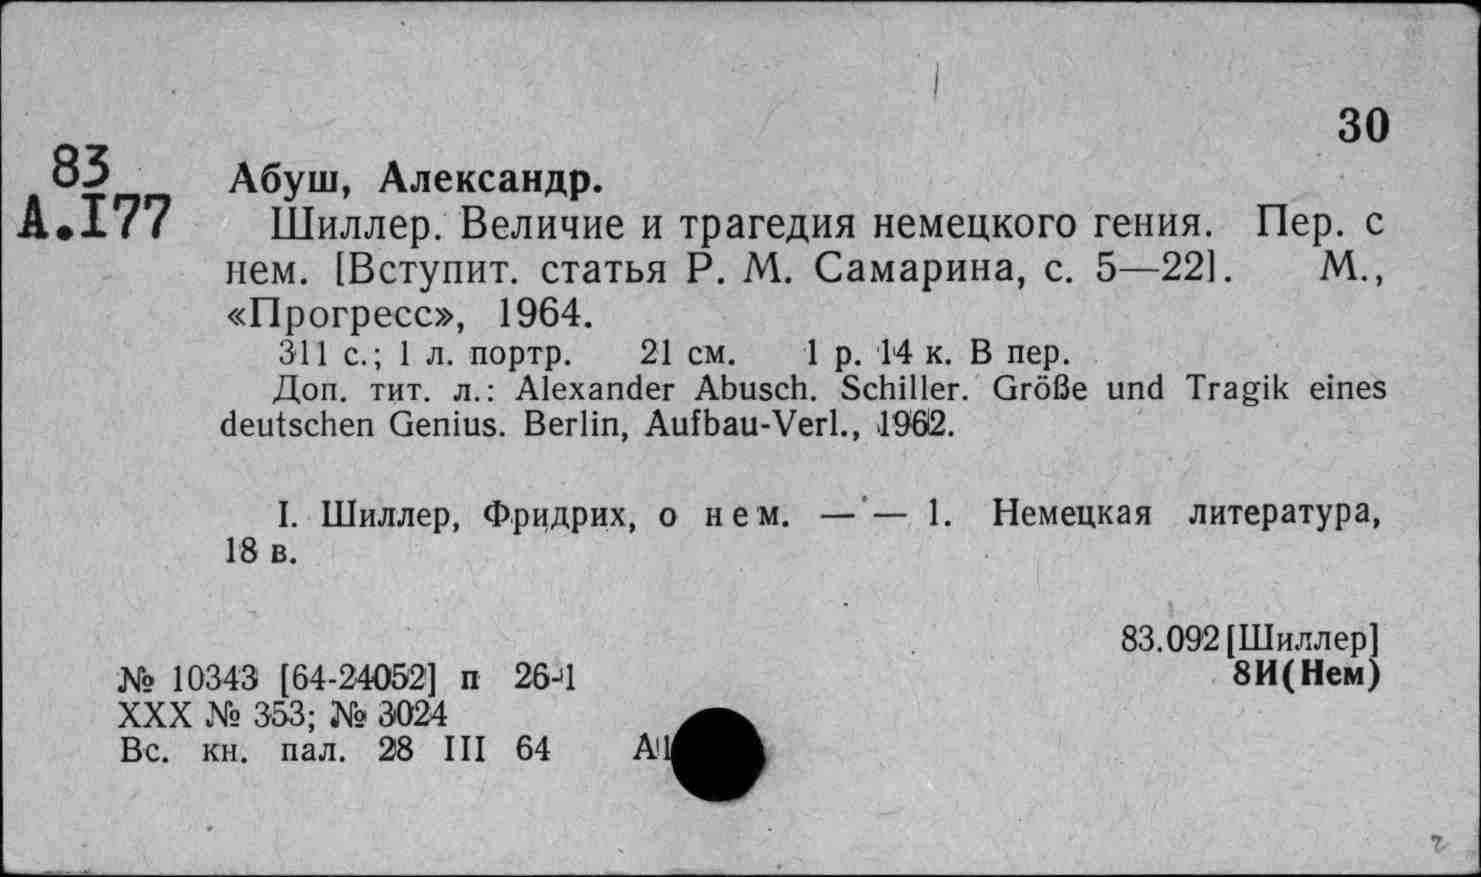 30
83
А.I77
Абуш, Александр.
Шиллер. Величие и трагедия немецкого гения. Пер. с
нем. [Вступит. статья Р. М. Самарина, с. 5—22]. М.,
«Прогресс», 1964.
311 с.; 1 л. портр. 21 см. 1 р. 14 к. В пер.
Доп. тит. л.: Alexander Abusch. Schiller. Größe und Tragik eines
deutschen Genius. Berlin, Aufbau-Verl., 1962.
I. Шиллер, Фридрих, о нем. — — 1. Немецкая литература,
18 в.
83.092 [Шиллер]
8И(Нем)
№ 10343 [64-24052] п 26-1
XXX № 353; № 3024
Вс. кн. пал. 28 III 64